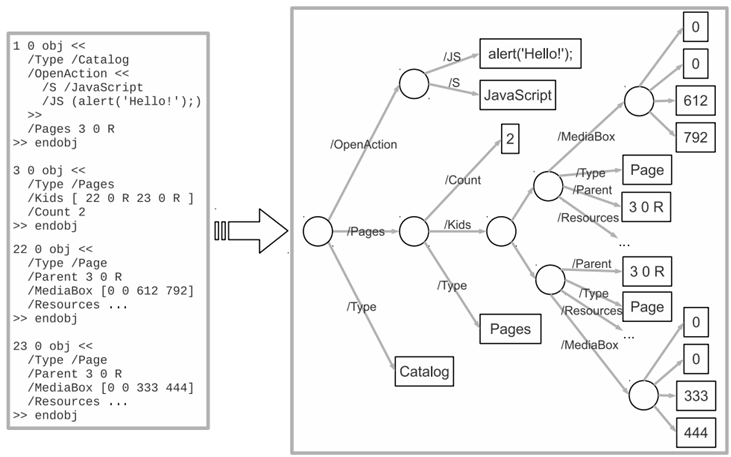 1 0 obj <<
/Type /Catalog
/OpenAction <<
/S /JavaScript
/JS (alert('Hello!');)
>>
/Pages 3 0 R
>> endobj
3 0 obj <<
/Type /Pages
/Kids [ 22 0 R 23 0 R ]
/Count 2
>> endobj
22 0 obj <<
/Type /Page
/Parent 3 0 R
/MediaBox [0 0 612 792]
/Resources ...
>> endobj
23 0 obj <<
/Type /Page
/Parent 3 0 R
/MediaBox [0 0 333 444]
/Resources ...
>> endobj
/OpenAction
/JS
alert('Hello!');
/S
JavaScript
/Pages
/Count
2
/Kids
/MediaBox
0
0
612
792
/Type
Page
/Parent
3 0 R
/Resources
...
/Parent
3 0 R
/Type
Page
/Resources
...
/MediaBox
0
0
333
444
/Type
Pages
/Type
Catalog